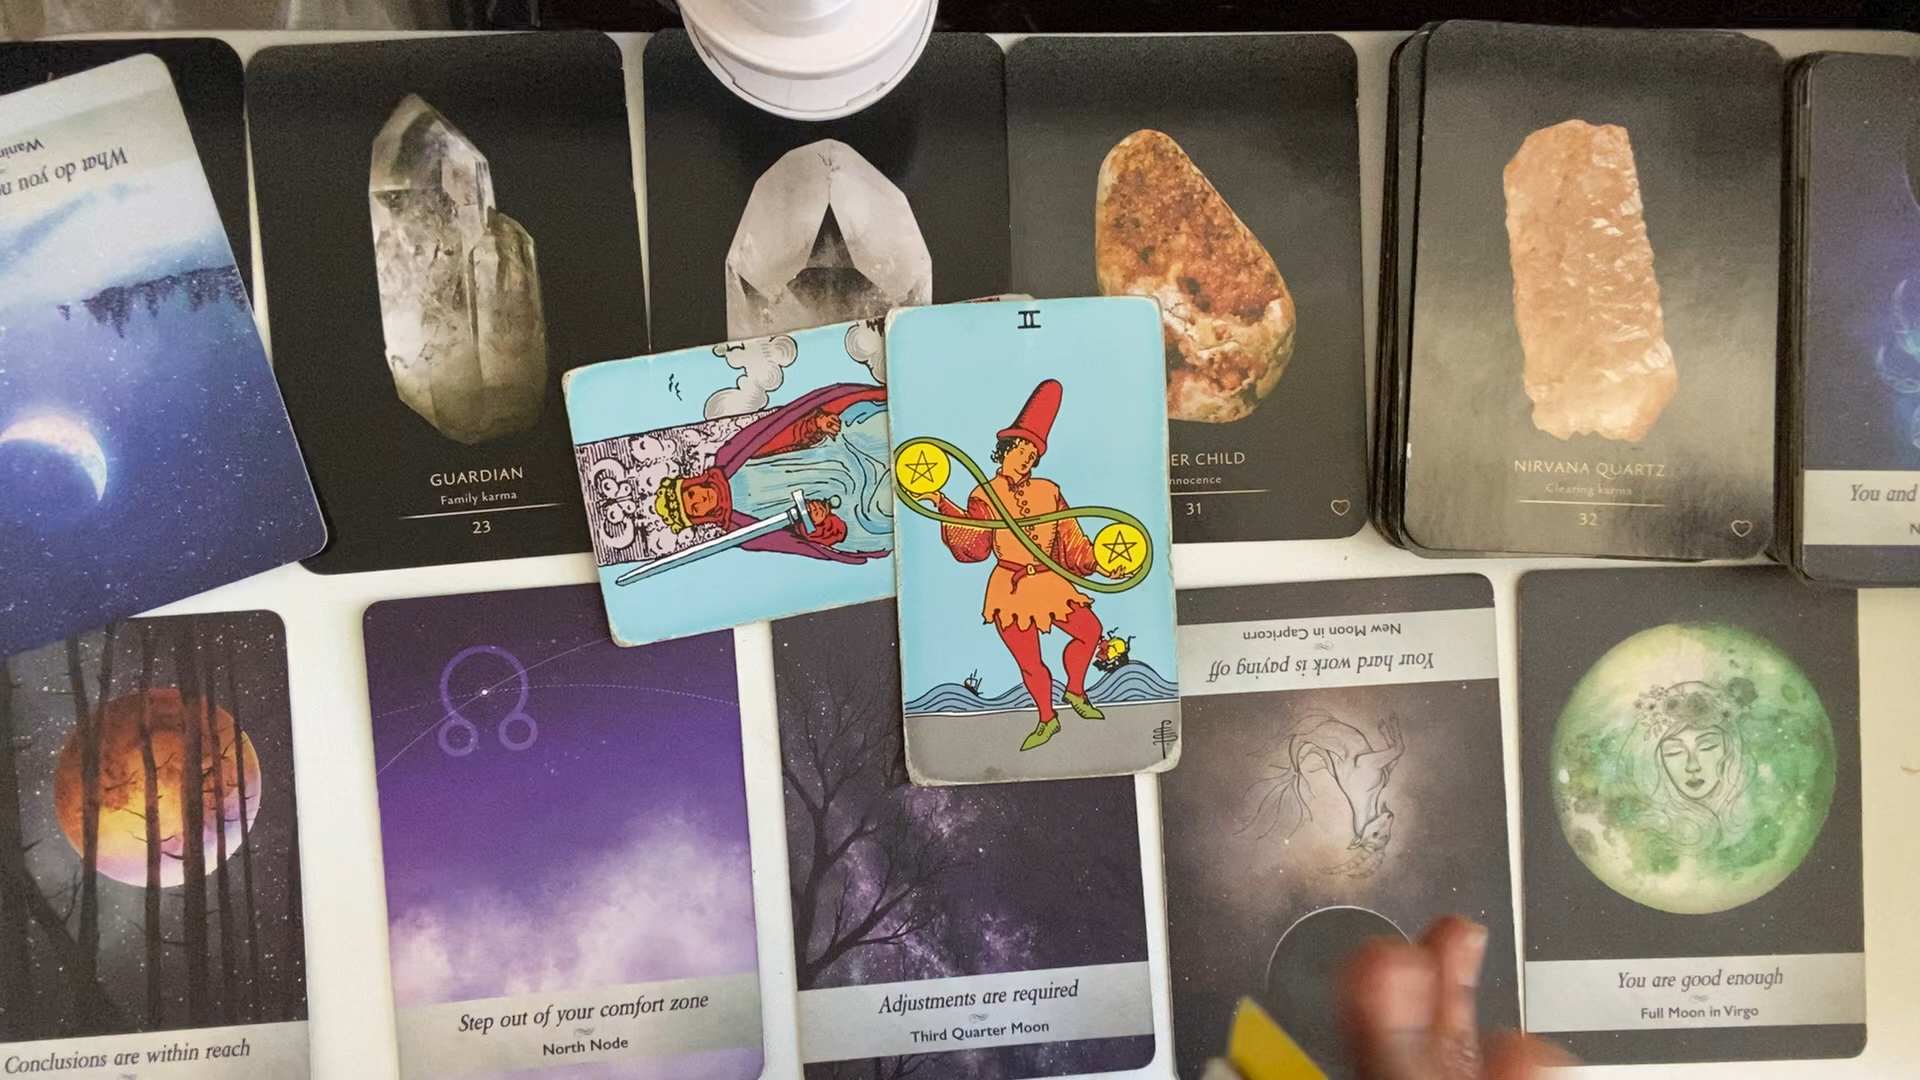 What do you
GUARDIAN
Family karma
23
II
ER CHILD
nnocence
31
NIRVANA QUARTZ
Clearing karma
32
You and
New Moon in Capricorn
Your hard work is paying off
Conclusions are within reach
Step out of your comfort zone
North Node
Adjustments are required
Third Quarter Moon
You are good enough
Full Moon in Virgo